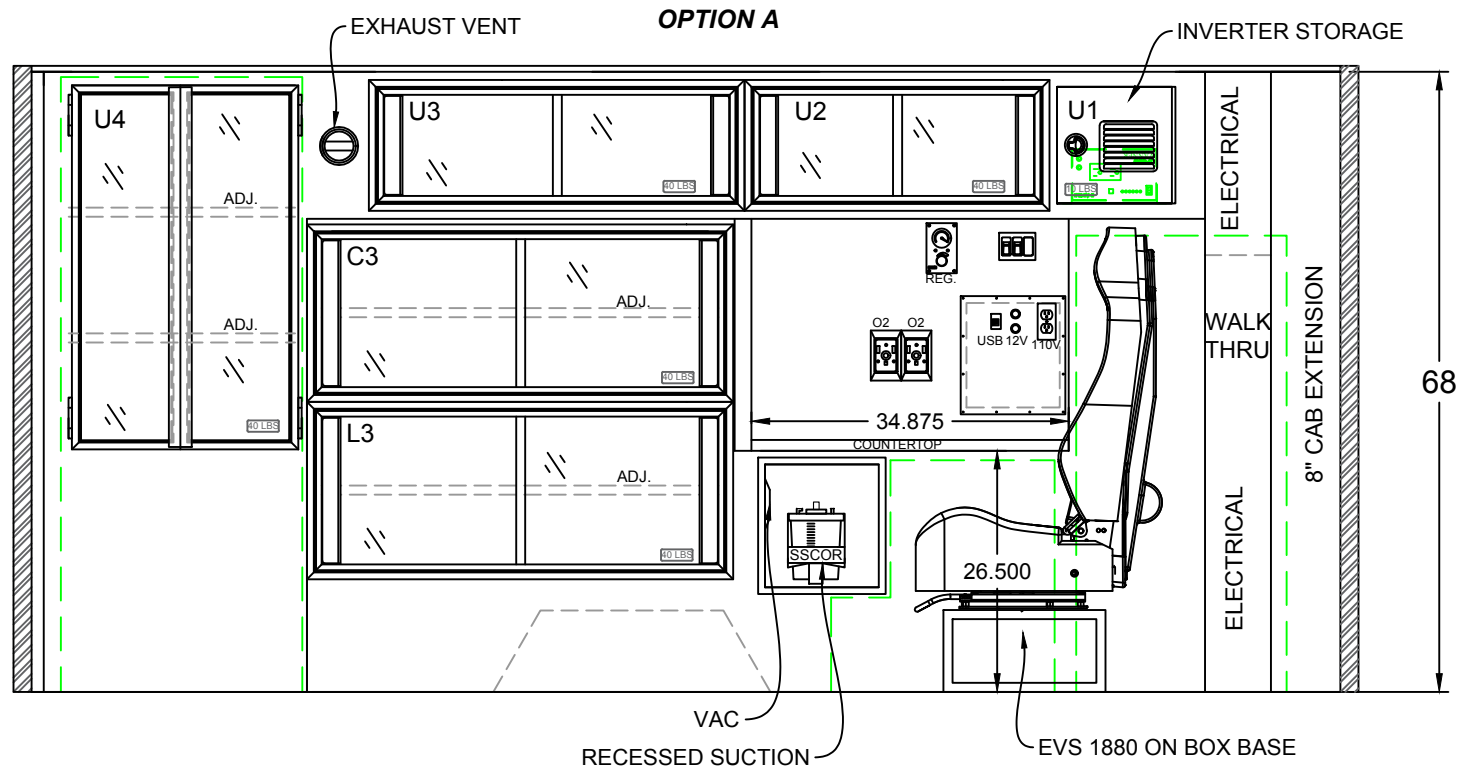 OPTION A
EXHAUST VENT
INVERTER STORAGE
U4
U3
U2
U1
40 LBS
40 LBS
10 LBS
ELECTRICAL
ADJ.
ADJ.
40 LBS
C3
ADJ.
40 LBS
L3
ADJ.
40 LBS
REG.
O2 O2
USB 12V 110V
34.875
COUNTERTOP
WALK
THRU
8" CAB EXTENSION
68
SSCOR
26.500
ELECTRICAL
VAC
RECESSED SUCTION
EVS 1880 ON BOX BASE